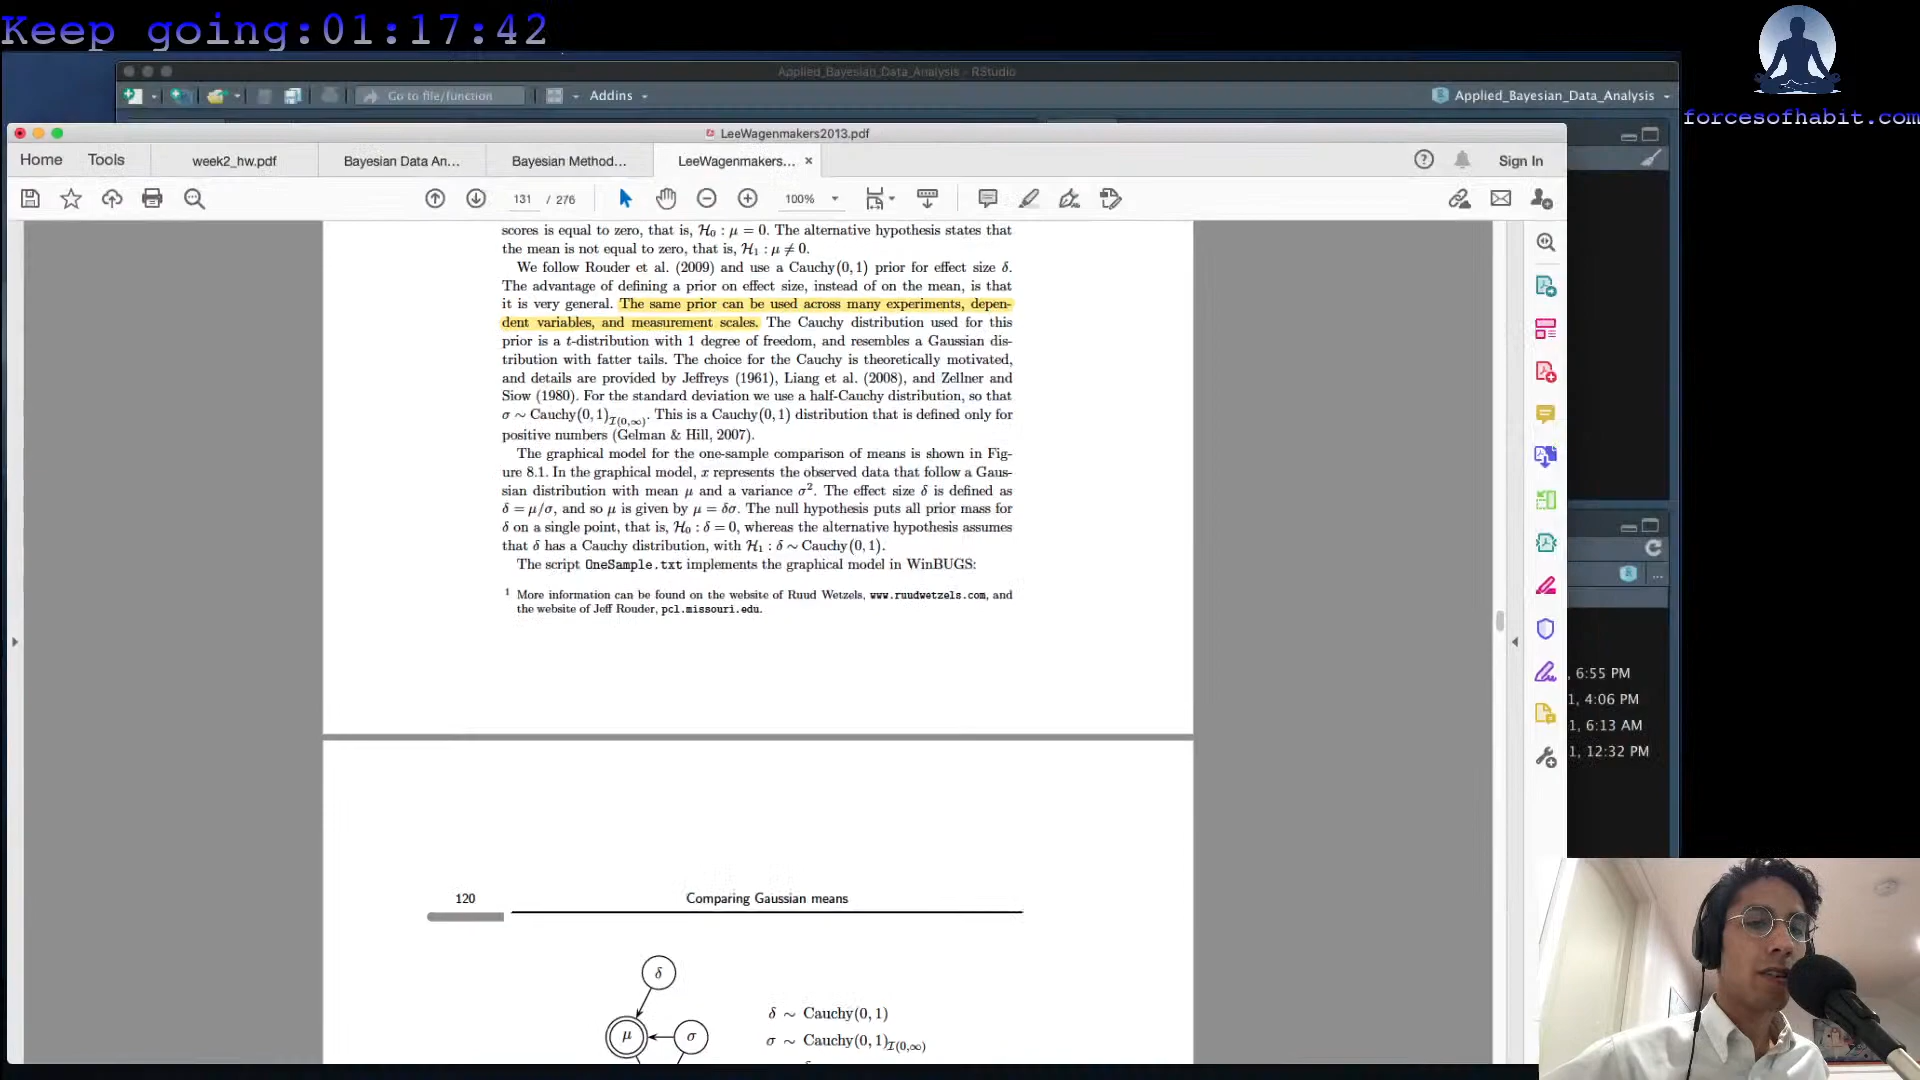 Keep going:01:17:42
forcesofhabit.com
Applied_Bayesian_Data_Analysis - RStudio
Go to file/function
Addins
Applied_Bayesian_Data_Analysis
LeeWagenmakers2013.pdf
Home
Tools
week2_hw.pdf
Bayesian Data An...
Bayesian Method...
LeeWagenmakers...
Sign In
131 / 276
100%
scores is equal to zero, that is, ℋ₀ : μ = 0. The alternative hypothesis states that
the mean is not equal to zero, that is, ℋ₁ : μ ≠ 0.
We follow Rouder et al. (2009) and use a Cauchy(0, 1) prior for effect size δ.
The advantage of defining a prior on effect size, instead of on the mean, is that
it is very general. The same prior can be used across many experiments, depen-
dent variables, and measurement scales. The Cauchy distribution used for this
prior is a t-distribution with 1 degree of freedom, and resembles a Gaussian dis-
tribution with fatter tails. The choice for the Cauchy is theoretically motivated,
and details are provided by Jeffreys (1961), Liang et al. (2008), and Zellner and
Siow (1980). For the standard deviation we use a half-Cauchy distribution, so that
σ ~ Cauchy(0, 1)ℐ(0,∞). This is a Cauchy(0, 1) distribution that is defined only for
positive numbers (Gelman & Hill, 2007).
The graphical model for the one-sample comparison of means is shown in Fig-
ure 8.1. In the graphical model, x represents the observed data that follow a Gaus-
sian distribution with mean μ and a variance σ². The effect size δ is defined as
δ = μ/σ, and so μ is given by μ = δσ. The null hypothesis puts all prior mass for
δ on a single point, that is, ℋ₀ : δ = 0, whereas the alternative hypothesis assumes
that δ has a Cauchy distribution, with ℋ₁ : δ ~ Cauchy(0, 1).
The script OneSample.txt implements the graphical model in WinBUGS:
1 More information can be found on the website of Ruud Wetzels, www.ruudwetzels.com, and
the website of Jeff Rouder, pcl.missouri.edu.
, 6:55 PM
1, 4:06 PM
1, 6:13 AM
1, 12:32 PM
120
Comparing Gaussian means
δ
δ ~ Cauchy(0, 1)
μ
σ
σ ~ Cauchy(0, 1)ℐ(0,∞)